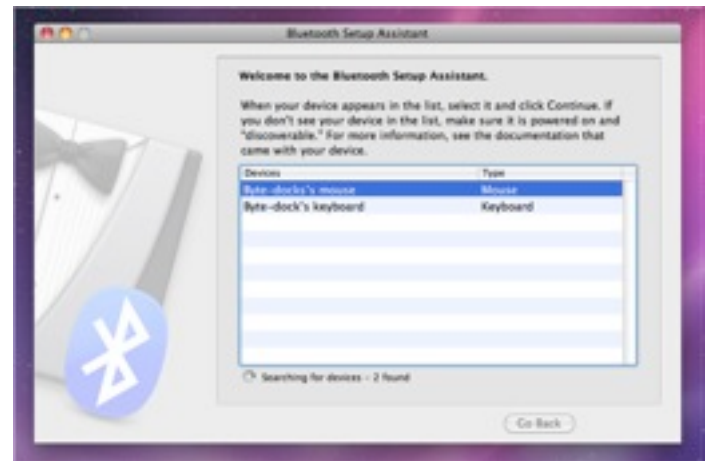 Bluetooth Setup Assistant
Welcome to the Bluetooth Setup Assistant.
When your device appears in the list, select it and click Continue. If
you don't see your device in the list, make sure it is powered on and
"discoverable." For more information, see the documentation that
came with your device.
Devices Type
Byte-docks's mouse Mouse
Byte-dock's keyboard Keyboard
Searching for devices - 2 found
Go Back